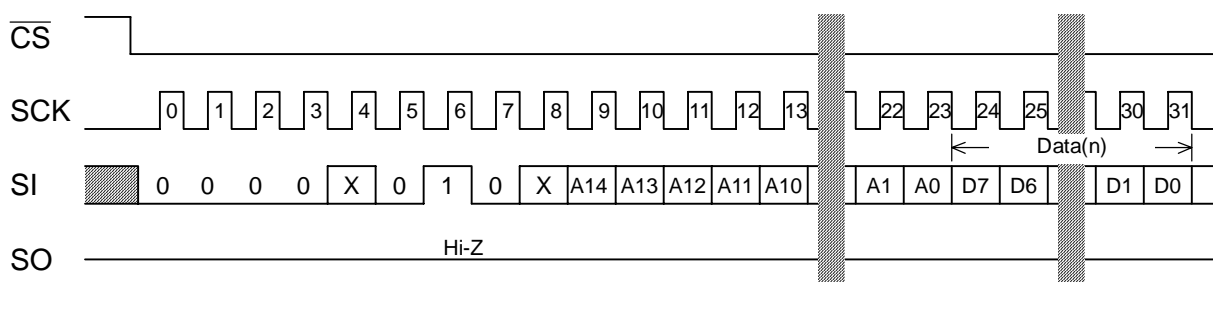 CS
SCK 0 1 2 3 4 5 6 7 8 9 10 11 12 13 22 23 24 25 30 31
Data(n)
SI 0 0 0 0 X 0 1 0 X A14 A13 A12 A11 A10 A1 A0 D7 D6 D1 D0
Hi-Z
SO